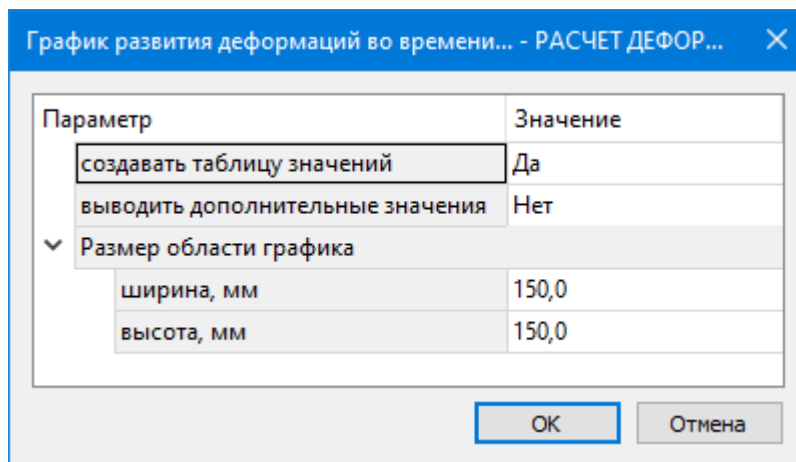 График развития деформаций во времени... - РАСЧЕТ ДЕФОР...
Параметр Значение
создавать таблицу значений Да
выводить дополнительные значения Нет
Размер области графика
ширина, мм 150,0
высота, мм 150,0
OK Отмена